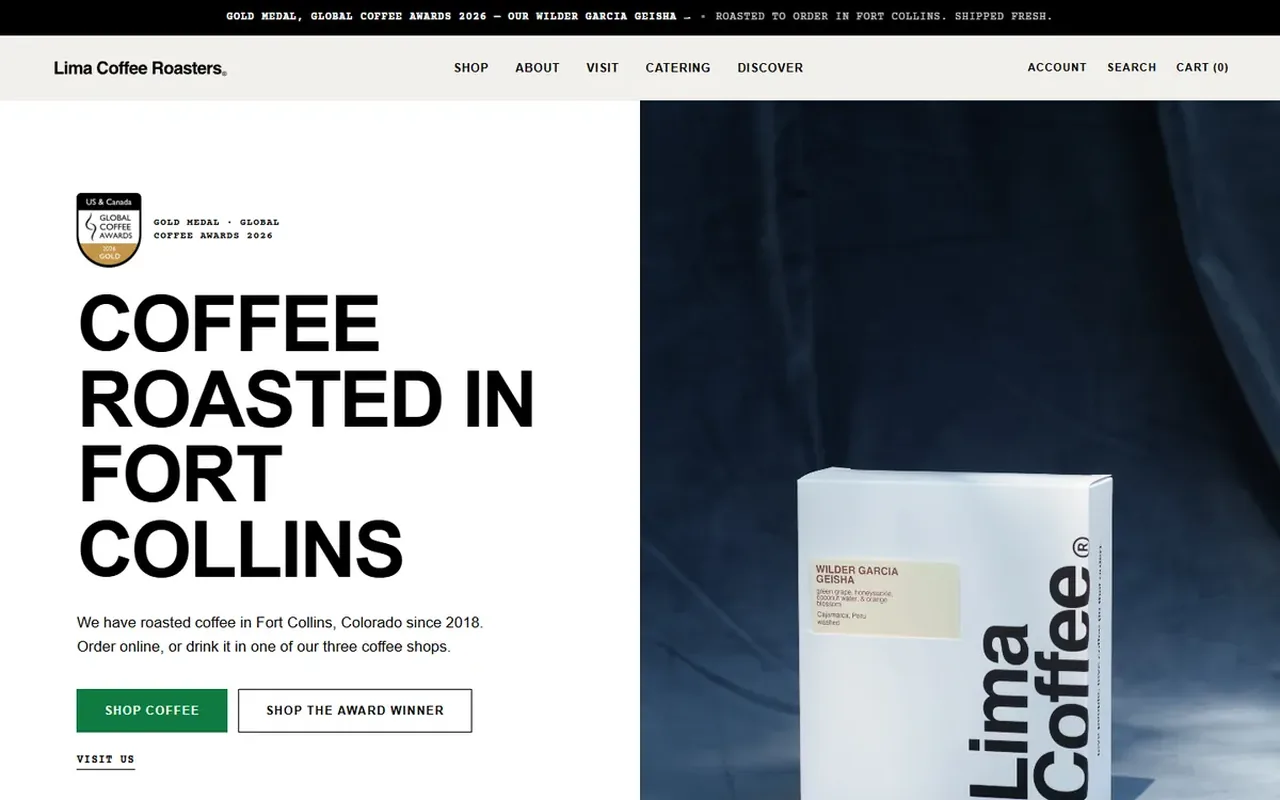 GOLD MEDAL, GLOBAL COFFEE AWARDS 2026 — OUR WILDER GARCIA GEISHA … • ROASTED TO ORDER IN FORT COLLINS. SHIPPED FRESH.
Lima Coffee Roasters®
SHOP ABOUT VISIT CATERING DISCOVER
ACCOUNT SEARCH CART (0)
US & Canada
GLOBAL
COFFEE
AWARDS
2026
GOLD
GOLD MEDAL · GLOBAL
COFFEE AWARDS 2026
COFFEE
ROASTED IN
FORT
COLLINS
We have roasted coffee in Fort Collins, Colorado since 2018.
Order online, or drink it in one of our three coffee shops.
SHOP COFFEE
SHOP THE AWARD WINNER
VISIT US
WILDER GARCIA
GEISHA
green grape, honeysuckle,
coconut water, & orange
blossom
Cajamarca, Peru
washed
Lima
Coffee®